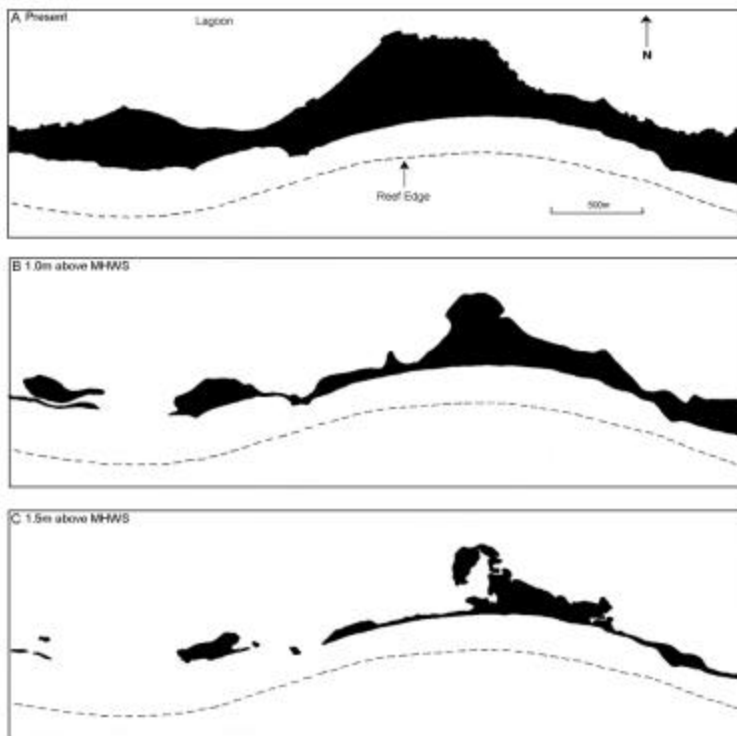 A Present
Lagoon
N
Reef Edge
500m
B 1.0m above MHWS
C 1.5m above MHWS